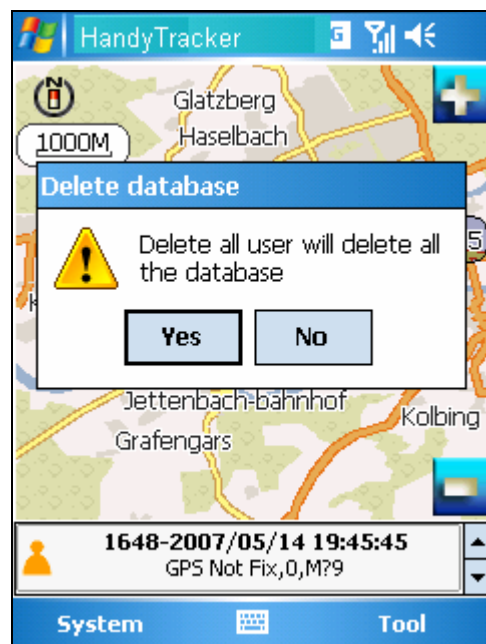 HandyTracker
G
N
Glatzberg
1000M
Haselbach
Delete database
Delete all user will delete all
the database
5
K
Yes No
Jettenbach-bahnhof
Kolbing
Grafengars
1648-2007/05/14 19:45:45
GPS Not Fix,0,M?9
System Tool